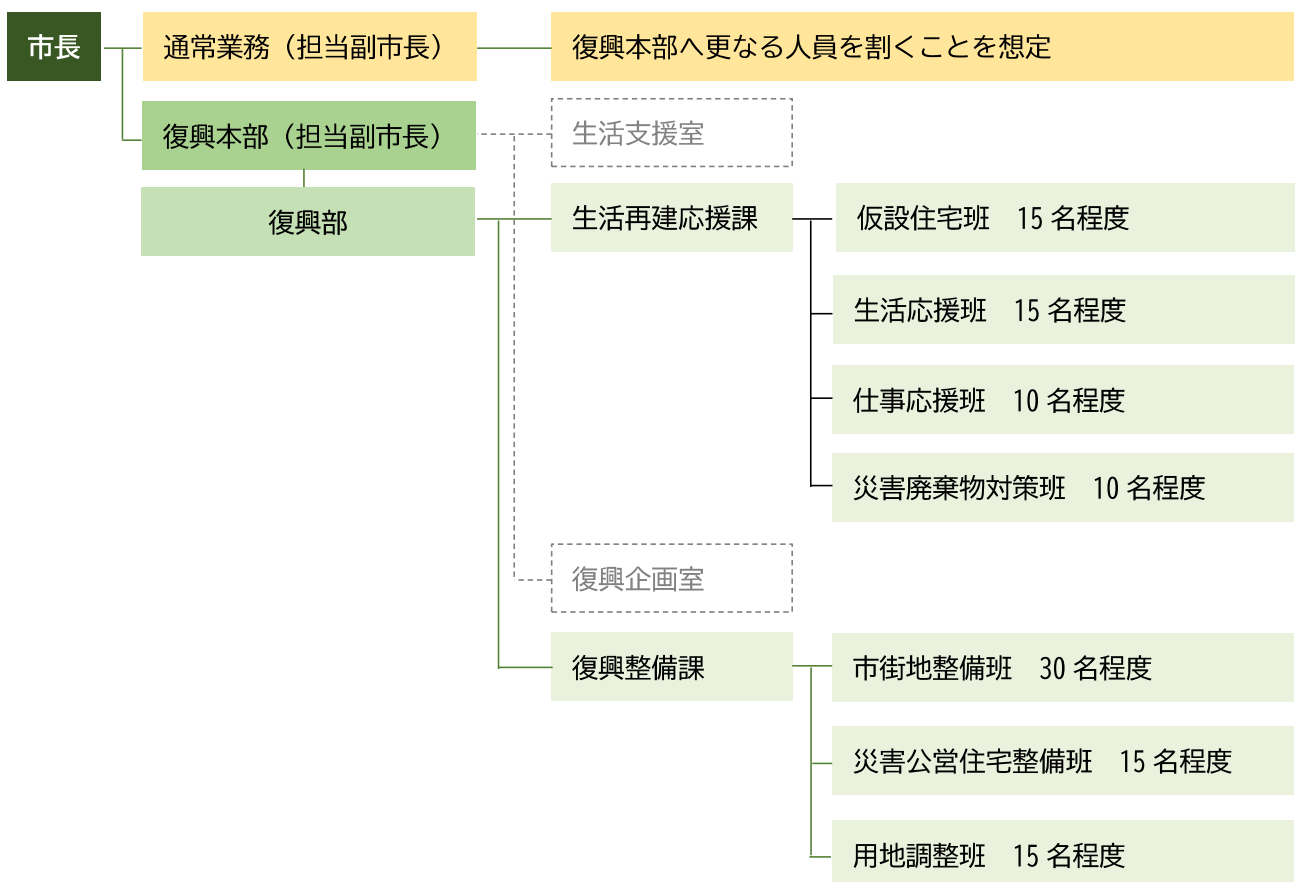 市長
通常業務（担当副市長）
復興本部へ更なる人員を割くことを想定
復興本部（担当副市長）
生活支援室
復興部
生活再建応援課
仮設住宅班　15 名程度
生活応援班　15 名程度
仕事応援班　10 名程度
災害廃棄物対策班　10 名程度
復興企画室
復興整備課
市街地整備班　30 名程度
災害公営住宅整備班　15 名程度
用地調整班　15 名程度